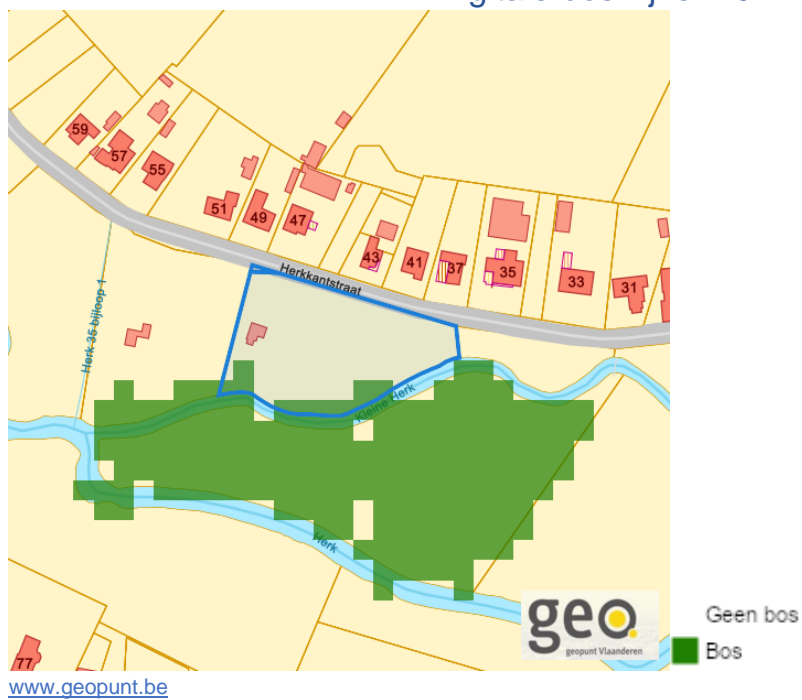 59
57
55
51
49
47
43
41
37
35
33
31
Herkkantstraat
Herk 35 bijloop 1
Kleine Herk
Herk
77
geo.
geopunt Vlaanderen
Geen bos
Bos
www.geopunt.be